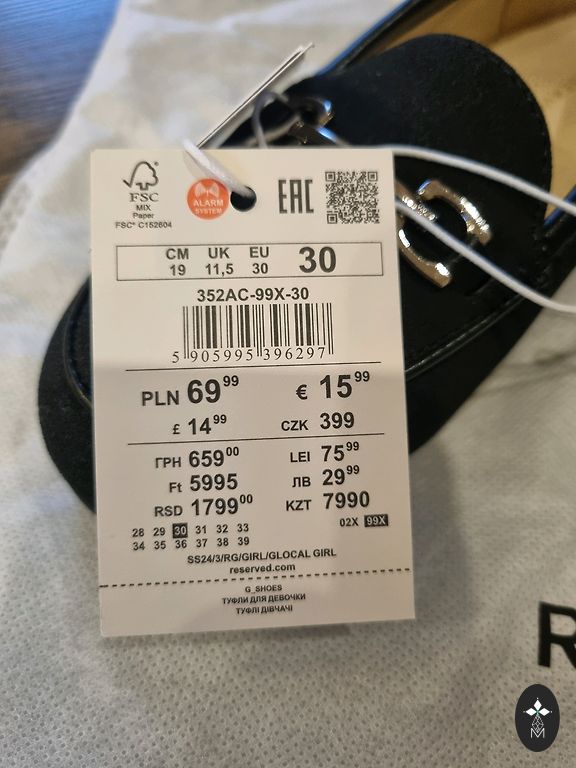 FSC
MIX
Paper
FSC® C152604
ALARM
SYSTEM
EAC
CM UK EU
19 11,5 30
30
352AC-99X-30
5 905995 396297
PLN 69 99
€ 15 99
£ 14 99
CZK 399
ГРН 659 00
LEI 75 99
Ft 5995
ЛВ 29 99
RSD 1799 00
KZT 7990
02X 99X
28 29 30 31 32 33
34 35 36 37 38 39
SS24/3/RG/GIRL/GLOCAL GIRL
reserved.com
G_SHOES
ТУФЛИ ДЛЯ ДЕВОЧКИ
ТУФЛІ ДІВЧАЧІ
R
M